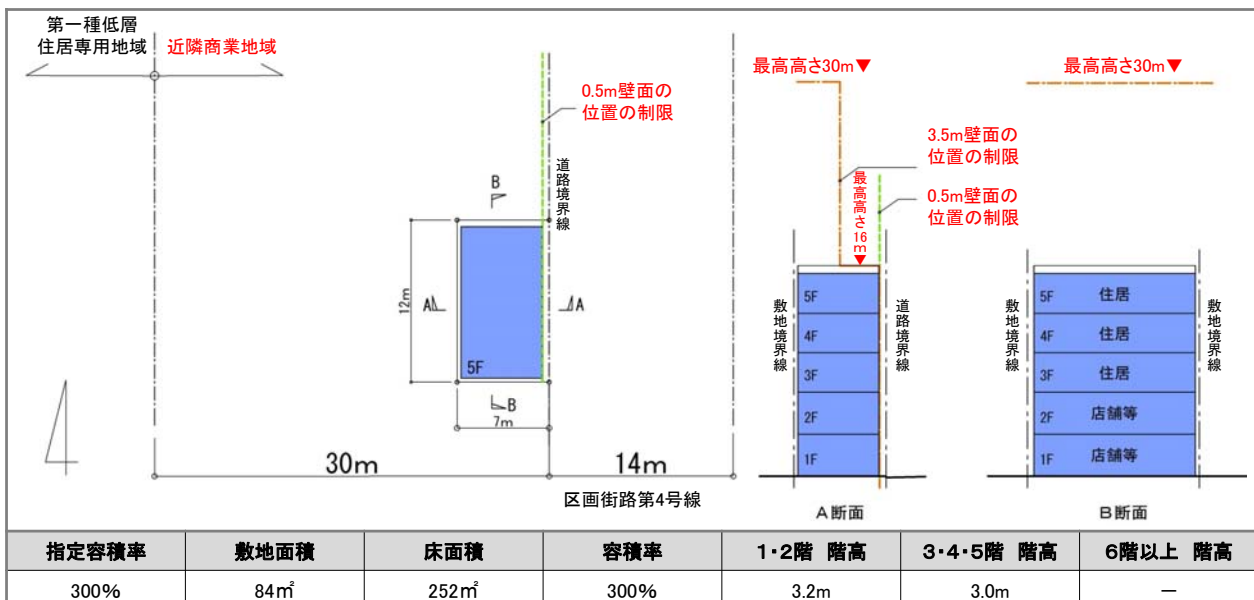 第一種低層
住居専用地域
近隣商業地域
0.5m壁面の
位置の制限
道路境界線
B
A
A
12m
5F
B
7m
30m
14m
区画街路第4号線
最高高さ30m▼
3.5m壁面の
位置の制限
最高高さ16m▼
0.5m壁面の
位置の制限
敷地境界線
道路境界線
5F
4F
3F
2F
1F
A断面
最高高さ30m▼
敷地境界線
敷地境界線
5F 住居
4F 住居
3F 住居
2F 店舗等
1F 店舗等
B断面
指定容積率 敷地面積 床面積 容積率 1・2階 階高 3・4・5階 階高 6階以上 階高
300% 84㎡ 252㎡ 300% 3.2m 3.0m －